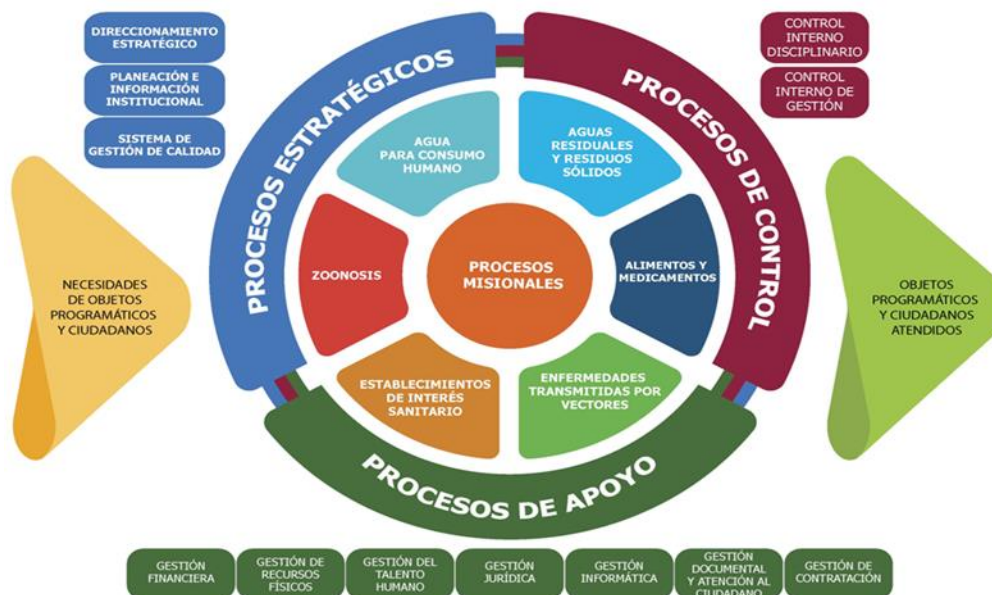 DIRECCIONAMIENTO
ESTRATÉGICO
PLANEACIÓN E
INFORMACIÓN
INSTITUCIONAL
SISTEMA DE
GESTIÓN DE CALIDAD
PROCESOS ESTRATÉGICOS
PROCESOS DE CONTROL
CONTROL
INTERNO
DISCIPLINARIO
CONTROL
INTERNO DE
GESTIÓN
NECESIDADES
DE OBJETOS
PROGRAMÁTICOS
Y CIUDADANOS
AGUA
PARA CONSUMO
HUMANO
AGUAS
RESIDUALES
Y RESIDUOS
SÓLIDOS
ZOONOSIS
PROCESOS
MISIONALES
ALIMENTOS Y
MEDICAMENTOS
ESTABLECIMIENTOS
DE INTERÉS
SANITARIO
ENFERMEDADES
TRANSMITIDAS POR
VECTORES
OBJETOS
PROGRAMÁTICOS
Y CIUDADANOS
ATENDIDOS
PROCESOS DE APOYO
GESTIÓN
FINANCIERA
GESTIÓN DE
RECURSOS
FÍSICOS
GESTIÓN DEL
TALENTO
HUMANO
GESTIÓN
JURÍDICA
GESTIÓN
INFORMÁTICA
GESTIÓN
DOCUMENTAL
Y ATENCIÓN AL
CIUDADANO
GESTIÓN DE
CONTRATACIÓN